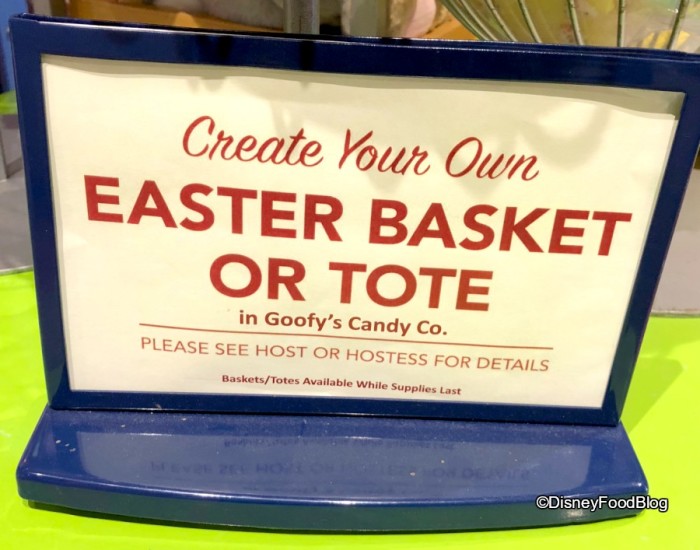 Create Your Own
EASTER BASKET
OR TOTE
in Goofy's Candy Co.
PLEASE SEE HOST OR HOSTESS FOR DETAILS
Baskets/Totes Available While Supplies Last
©DisneyFoodBlog